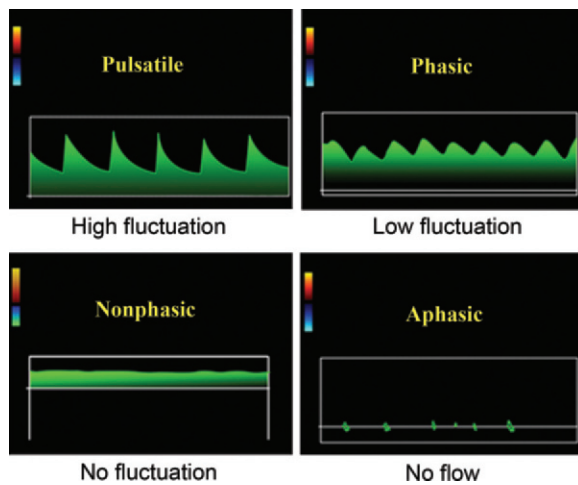 Pulsatile
Phasic
High fluctuation
Low fluctuation
Nonphasic
Aphasic
No fluctuation
No flow